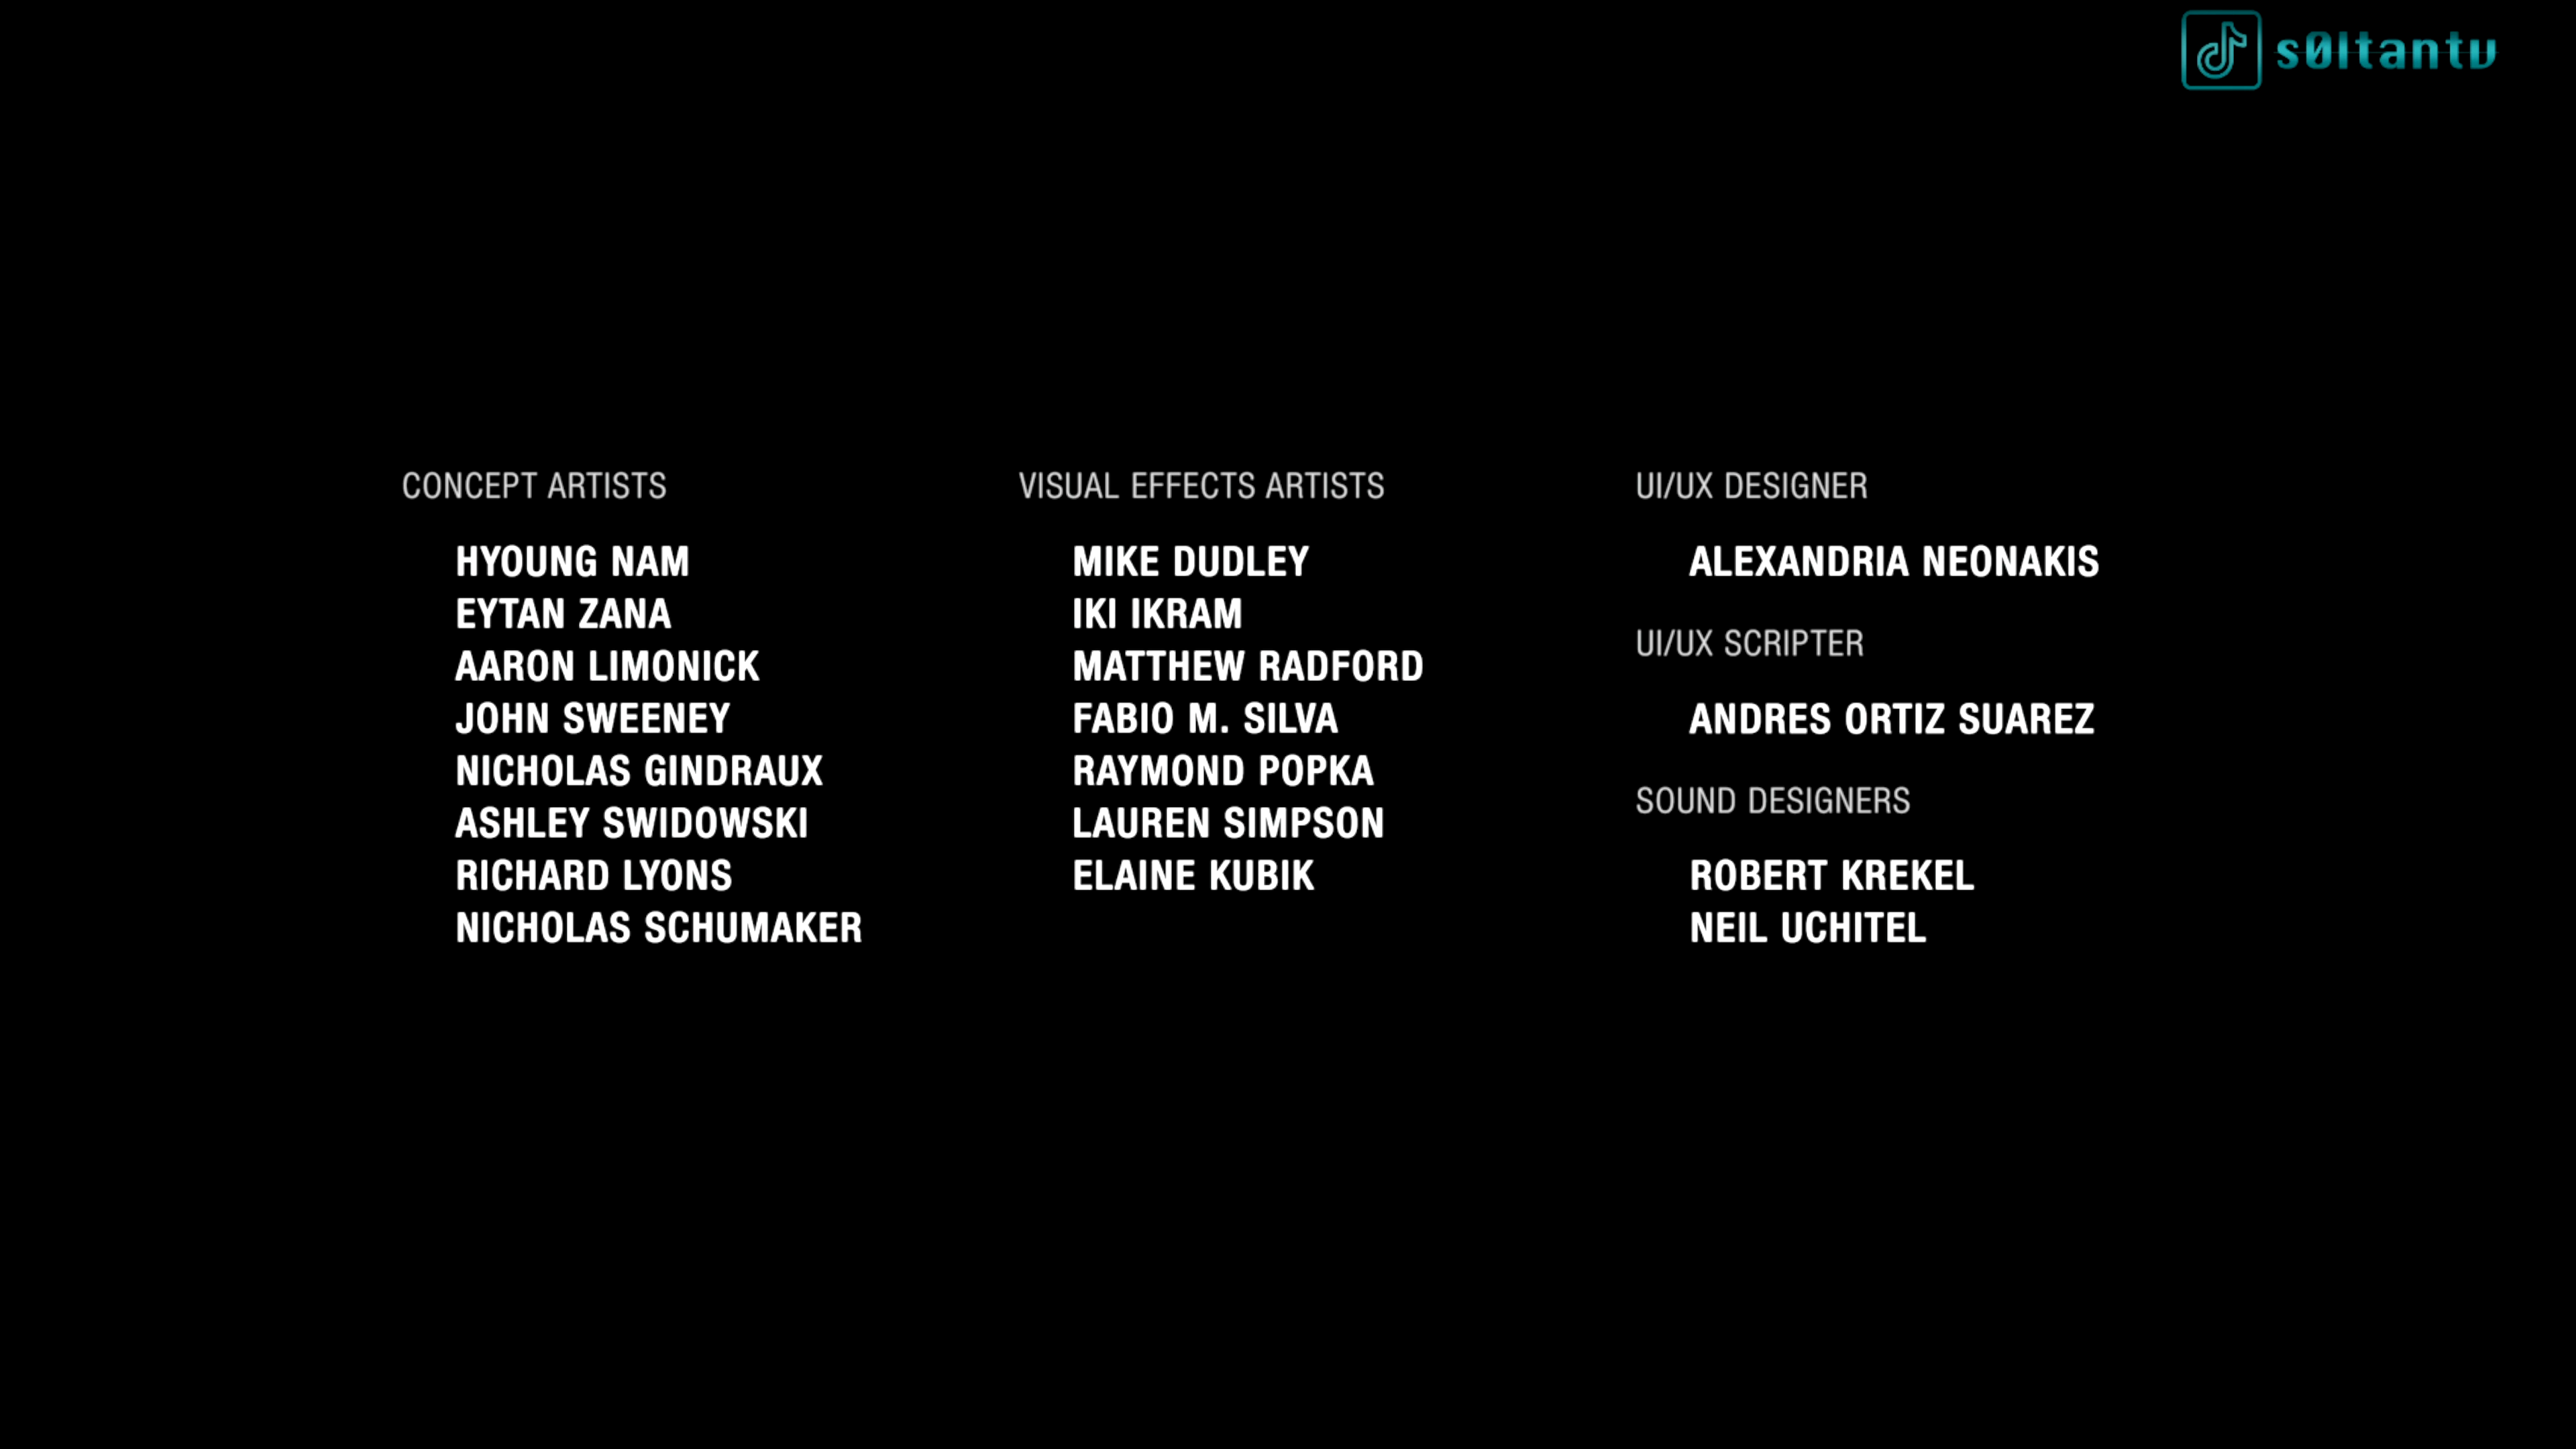 s0ltantv
CONCEPT ARTISTS
HYOUNG NAM
EYTAN ZANA
AARON LIMONICK
JOHN SWEENEY
NICHOLAS GINDRAUX
ASHLEY SWIDOWSKI
RICHARD LYONS
NICHOLAS SCHUMAKER
VISUAL EFFECTS ARTISTS
MIKE DUDLEY
IKI IKRAM
MATTHEW RADFORD
FABIO M. SILVA
RAYMOND POPKA
LAUREN SIMPSON
ELAINE KUBIK
UI/UX DESIGNER
ALEXANDRIA NEONAKIS
UI/UX SCRIPTER
ANDRES ORTIZ SUAREZ
SOUND DESIGNERS
ROBERT KREKEL
NEIL UCHITEL